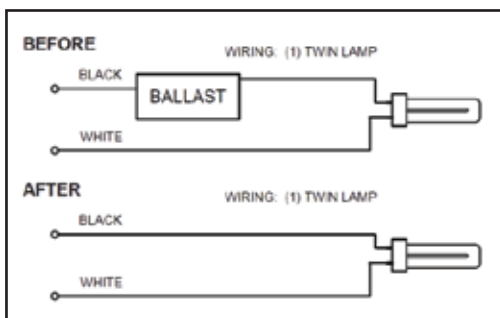 BEFORE
WIRING: (1) TWIN LAMP
BLACK
BALLAST
WHITE
AFTER
WIRING: (1) TWIN LAMP
BLACK
WHITE